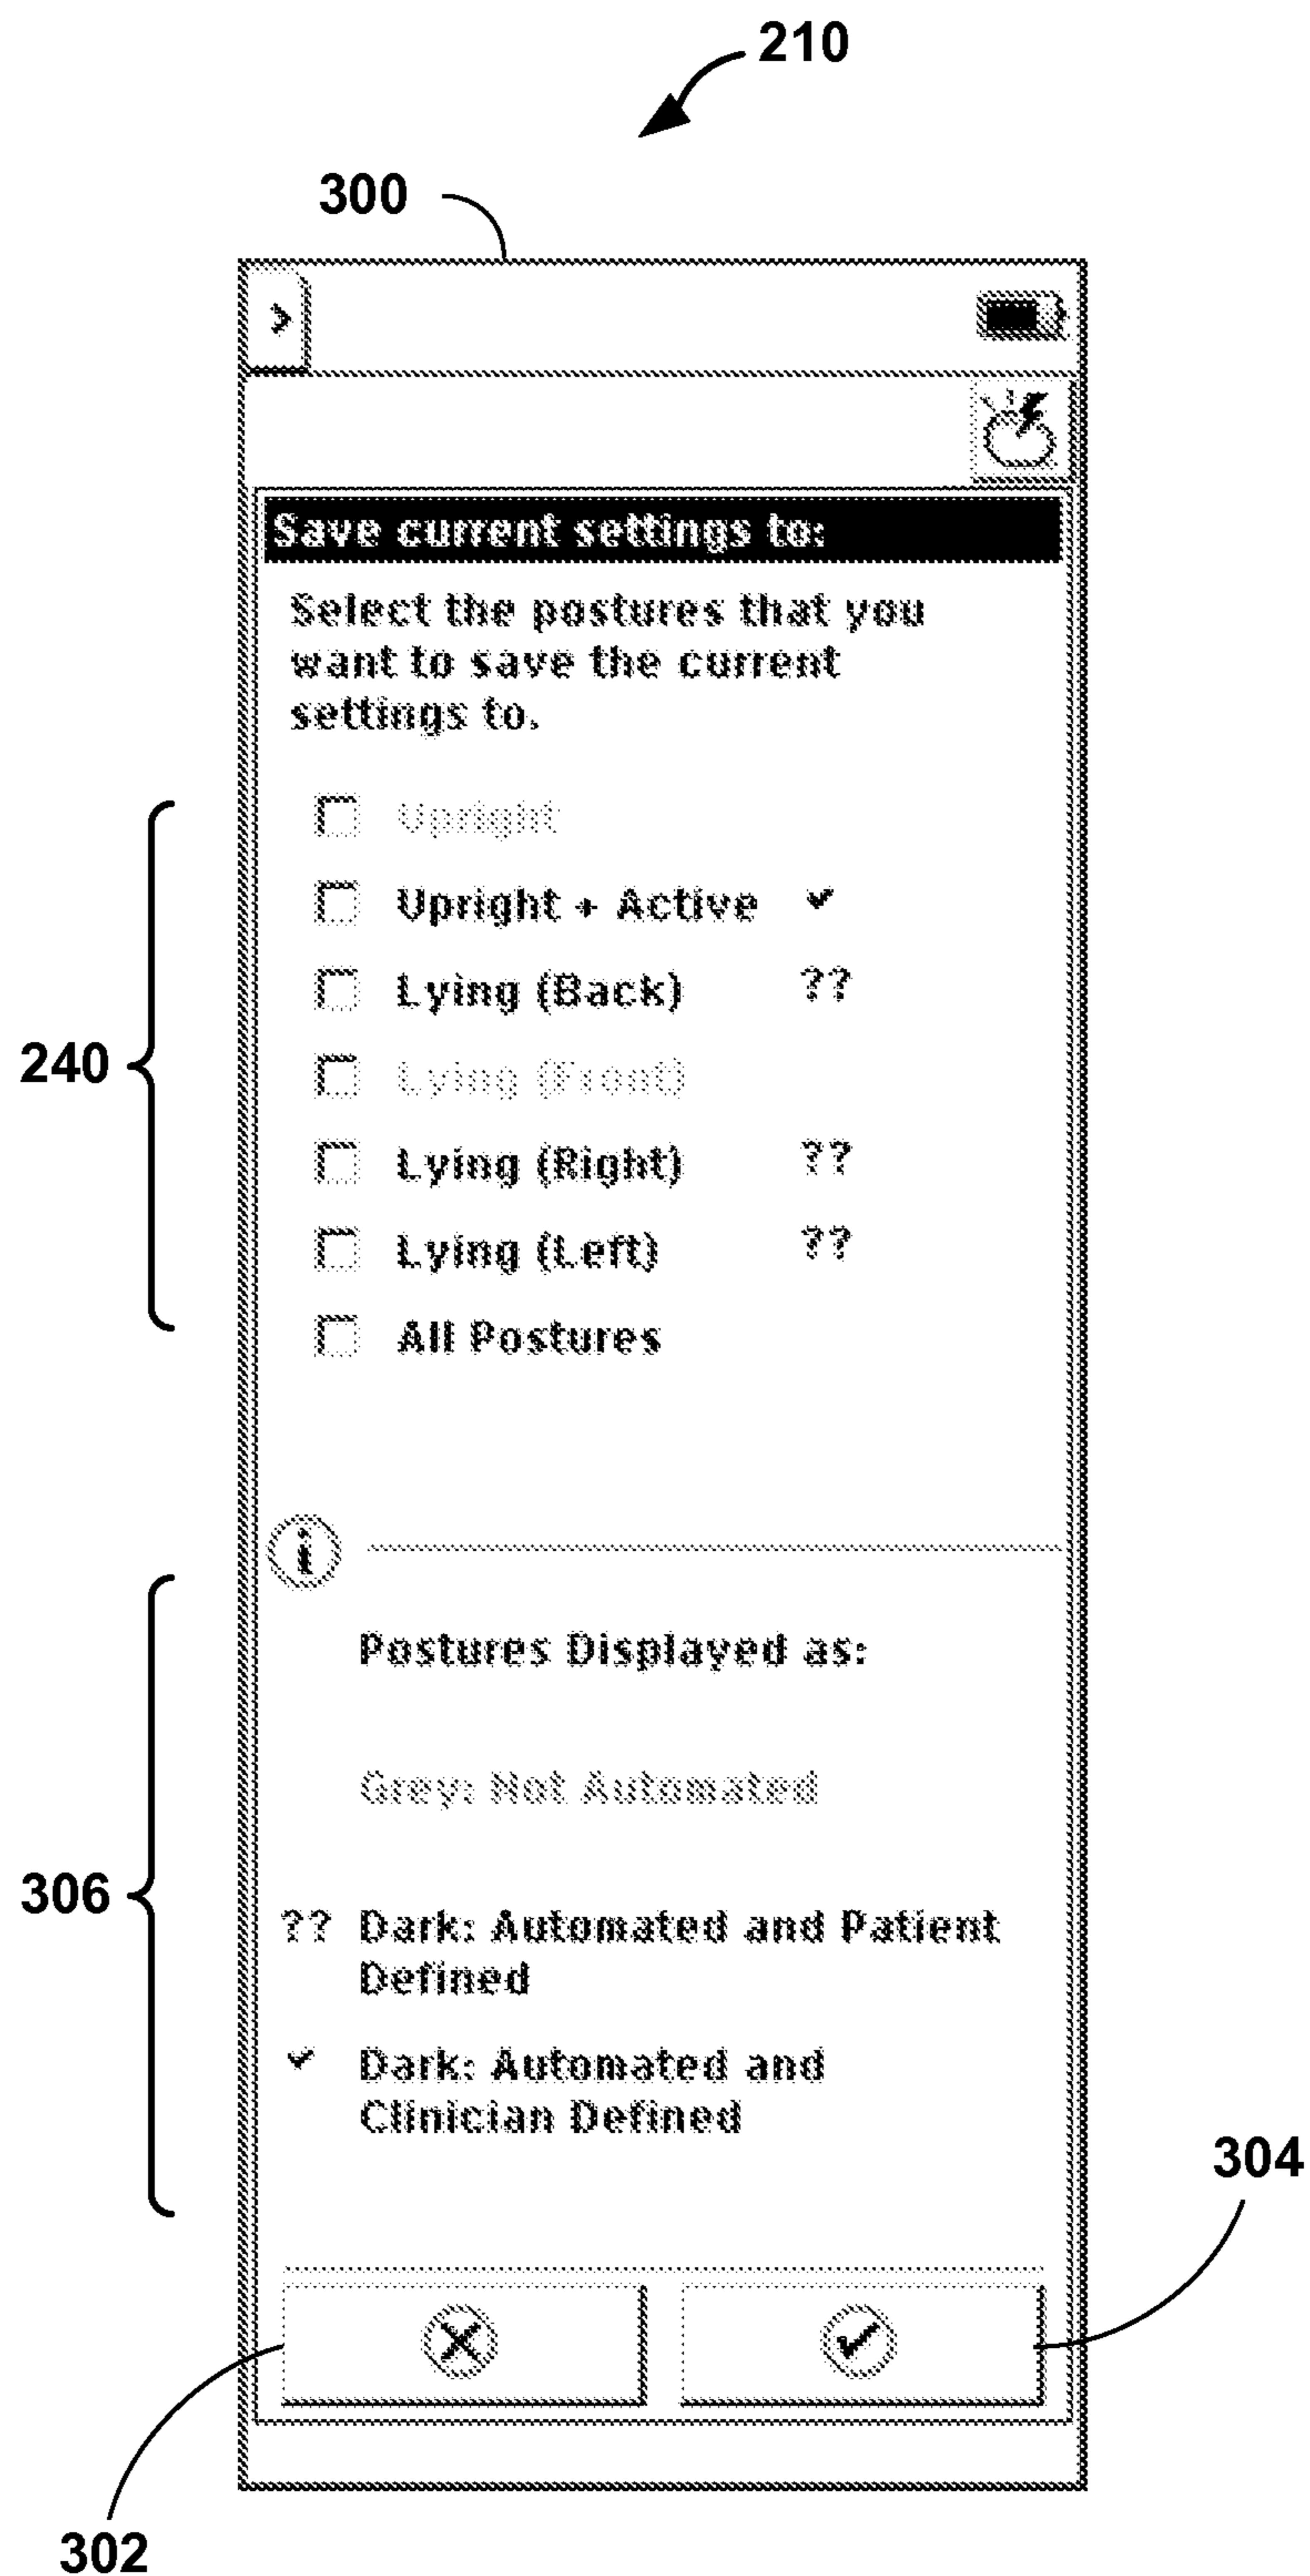 210
300
Save current settings to:
Select the postures that you
want to save the current
settings to.
Upright
Upright + Active ✓
Lying (Back) ??
240
Lying (Front)
Lying (Right) ??
Lying (Left) ??
All Postures
i
Postures Displayed as:
Grey: Not Automated
306
?? Dark: Automated and Patient
Defined
✓ Dark: Automated and
Clinician Defined
304
302